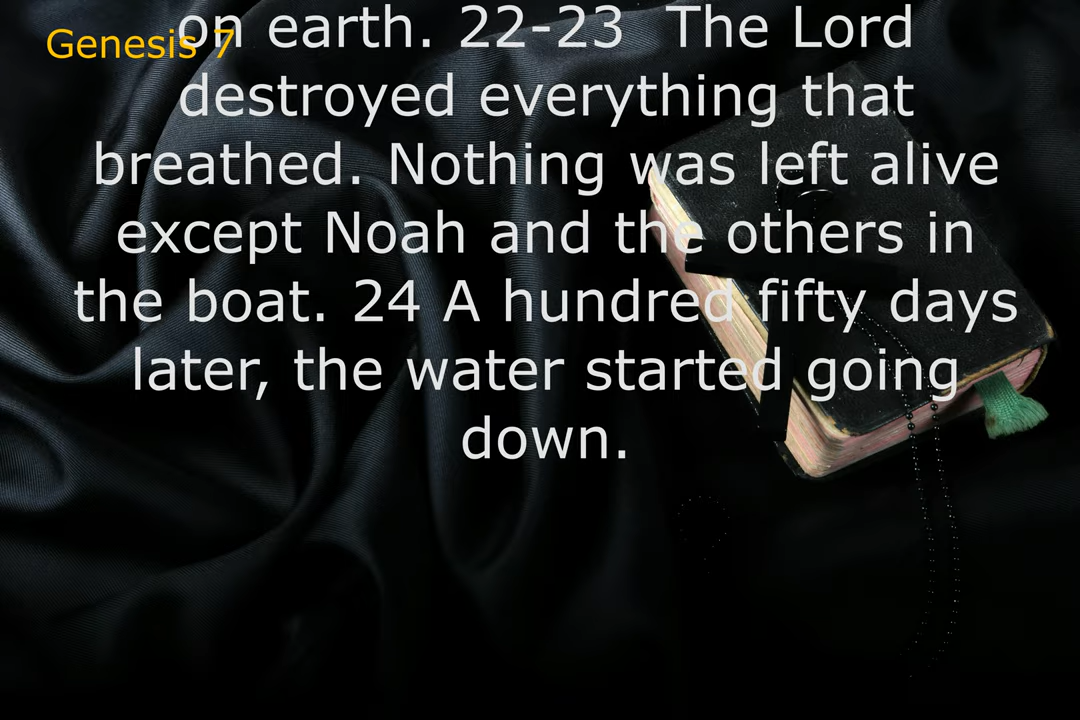 Genesis 7
on earth. 22-23  The Lord
destroyed everything that
breathed. Nothing was left alive
except Noah and the others in
the boat. 24 A hundred fifty days
later, the water started going
down.